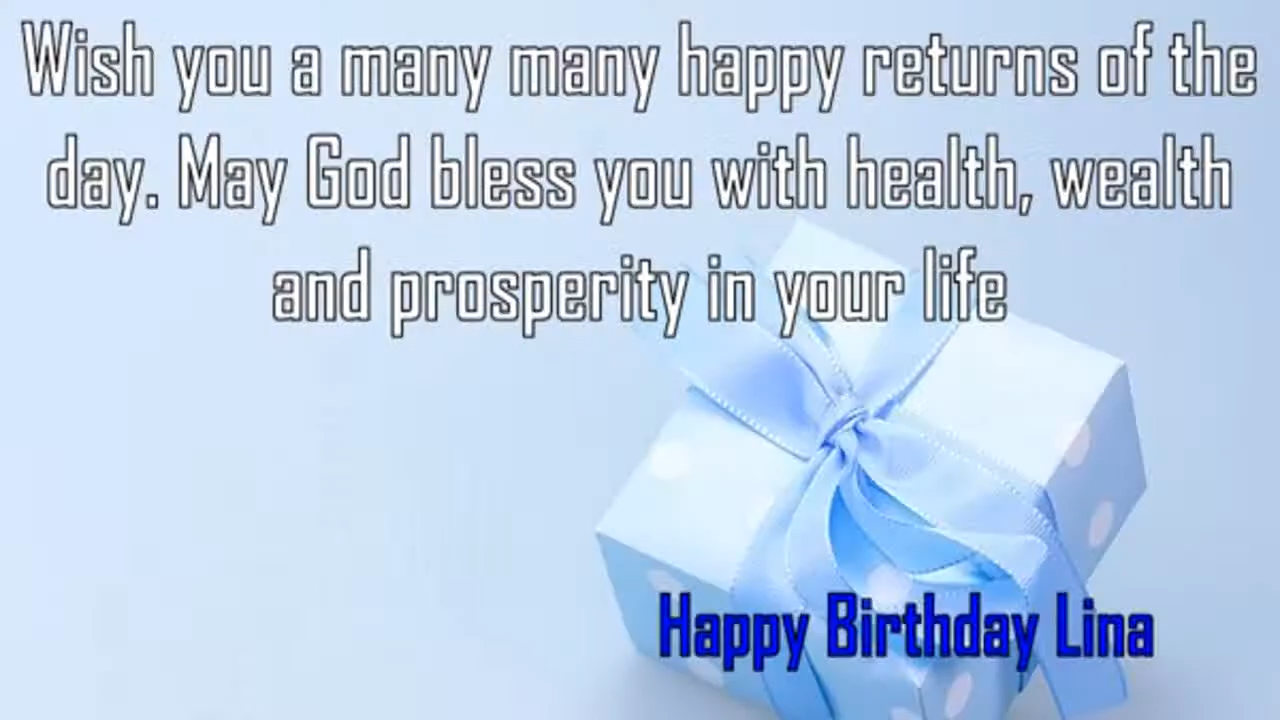 Wish you a many many happy returns of the
day. May God bless you with health, wealth
and prosperity in your life
Happy Birthday Lina